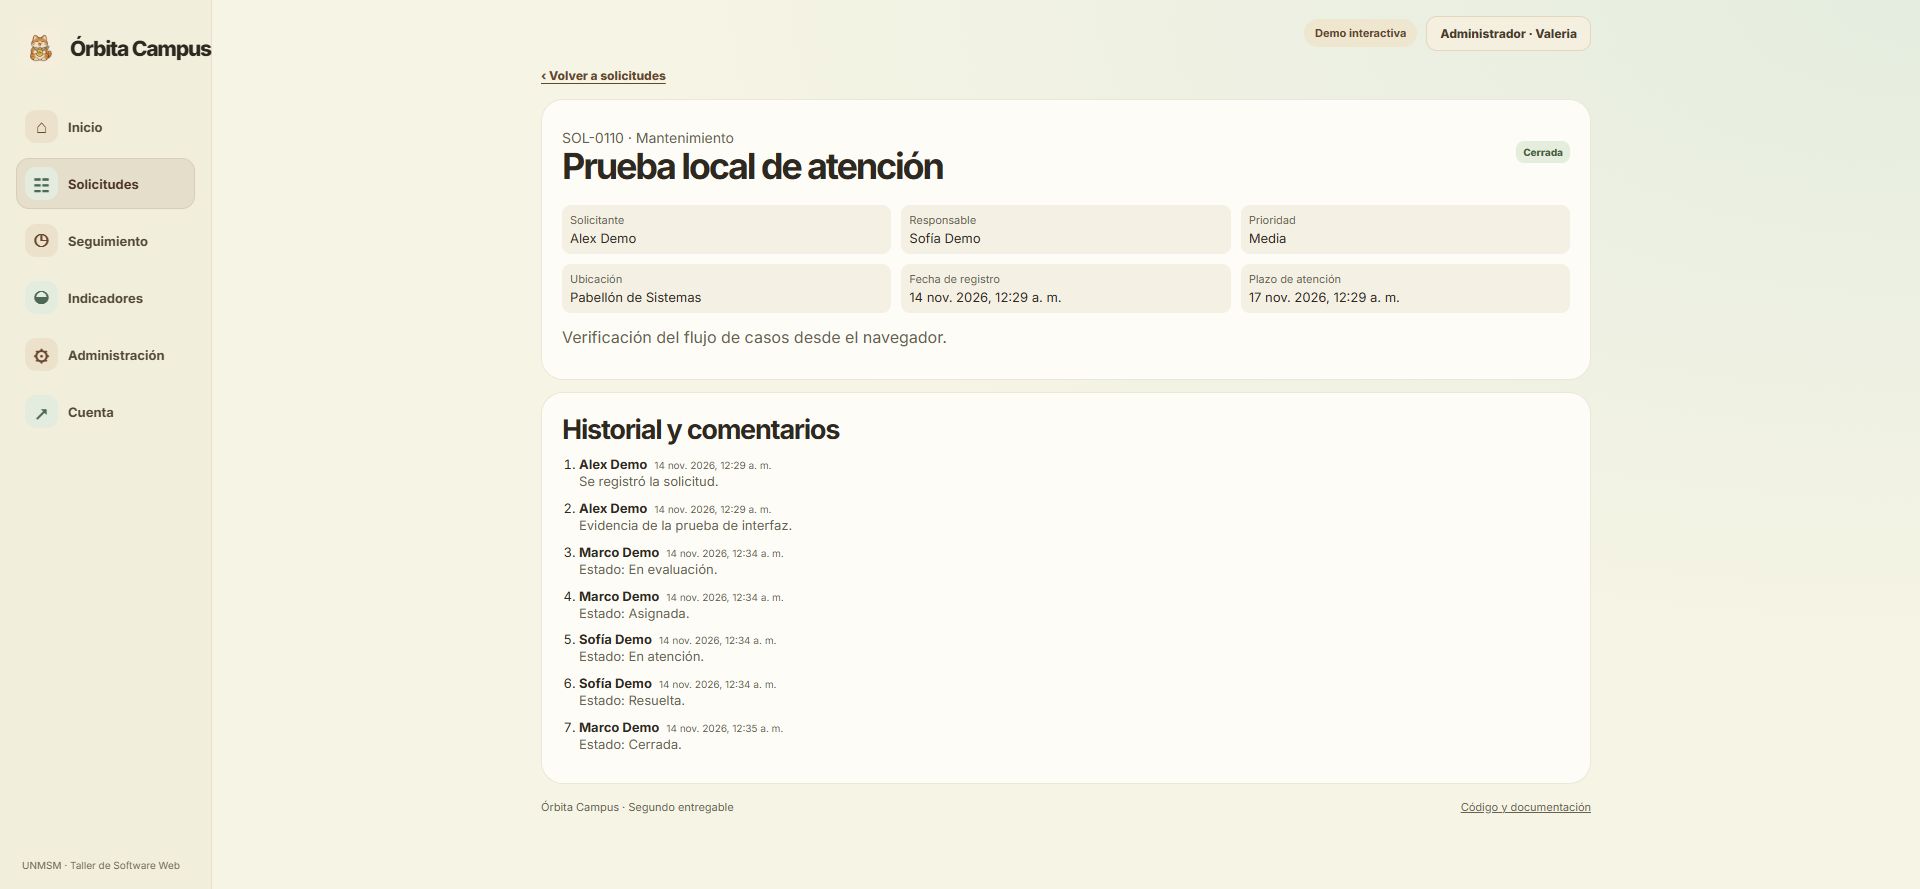 Órbita Campus
Inicio
Solicitudes
Seguimiento
Indicadores
Administración
Cuenta
UNMSM · Taller de Software Web
Demo interactiva
Administrador · Valeria
‹ Volver a solicitudes
SOL-0110 · Mantenimiento
Prueba local de atención
Cerrada
Solicitante
Alex Demo
Responsable
Sofía Demo
Prioridad
Media
Ubicación
Pabellón de Sistemas
Fecha de registro
14 nov. 2026, 12:29 a. m.
Plazo de atención
17 nov. 2026, 12:29 a. m.
Verificación del flujo de casos desde el navegador.
Historial y comentarios
1. Alex Demo 14 nov. 2026, 12:29 a. m.
Se registró la solicitud.
2. Alex Demo 14 nov. 2026, 12:29 a. m.
Evidencia de la prueba de interfaz.
3. Marco Demo 14 nov. 2026, 12:34 a. m.
Estado: En evaluación.
4. Marco Demo 14 nov. 2026, 12:34 a. m.
Estado: Asignada.
5. Sofía Demo 14 nov. 2026, 12:34 a. m.
Estado: En atención.
6. Sofía Demo 14 nov. 2026, 12:34 a. m.
Estado: Resuelta.
7. Marco Demo 14 nov. 2026, 12:35 a. m.
Estado: Cerrada.
Órbita Campus · Segundo entregable
Código y documentación